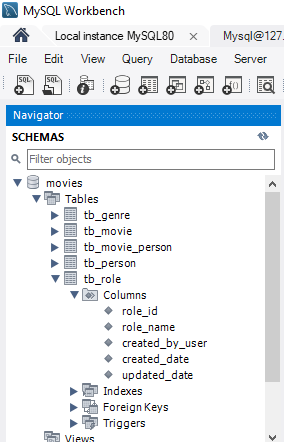 MySQL Workbench
Local instance MySQL80 Mysql@127.
File Edit View Query Database Server
SQL SQL
Navigator
SCHEMAS
Filter objects
movies
Tables
tb_genre
tb_movie
tb_movie_person
tb_person
tb_role
Columns
role_id
role_name
created_by_user
created_date
updated_date
Indexes
Foreign Keys
Triggers
Views